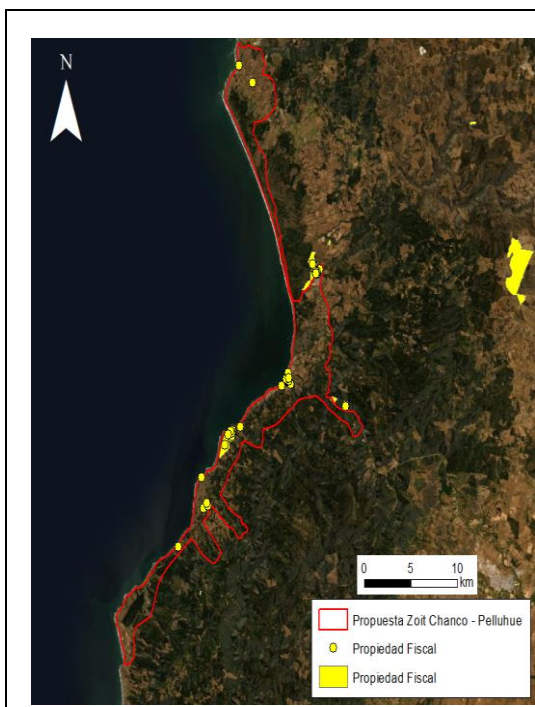 N
0 5 10
km
Propuesta Zoit Chanco - Pelluhue
Propiedad Fiscal
Propiedad Fiscal